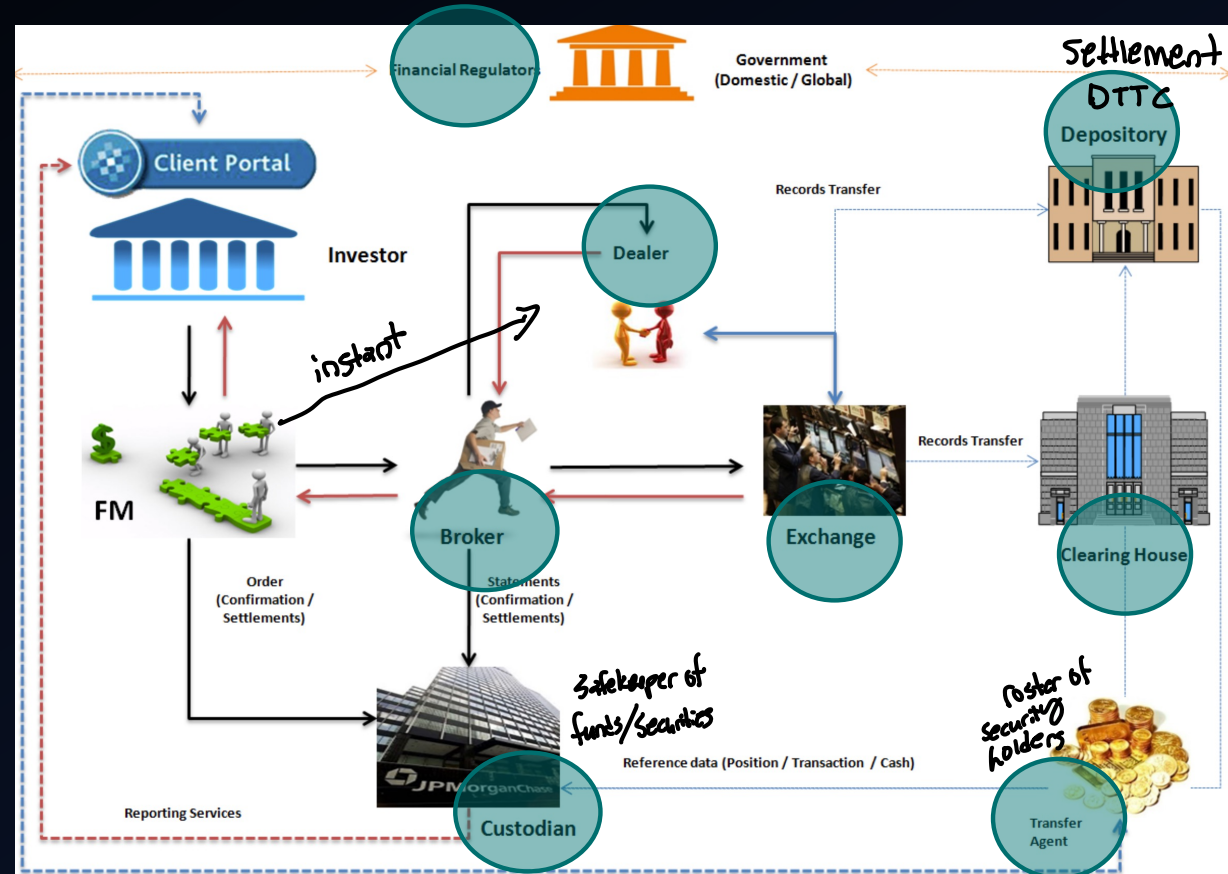 Financial Regulators
Government
(Domestic / Global)
Settlement
DTTC
Depository
Client Portal
Investor
Dealer
Records Transfer
instant
FM
Broker
Exchange
Records Transfer
Clearing House
Order
(Confirmation /
Settlements)
Statements
(Confirmation /
Settlements)
safekeeper of
funds/securities
JPMorganChase
Custodian
Reporting Services
Reference data (Position / Transaction / Cash)
roster of
security
holders
Transfer
Agent